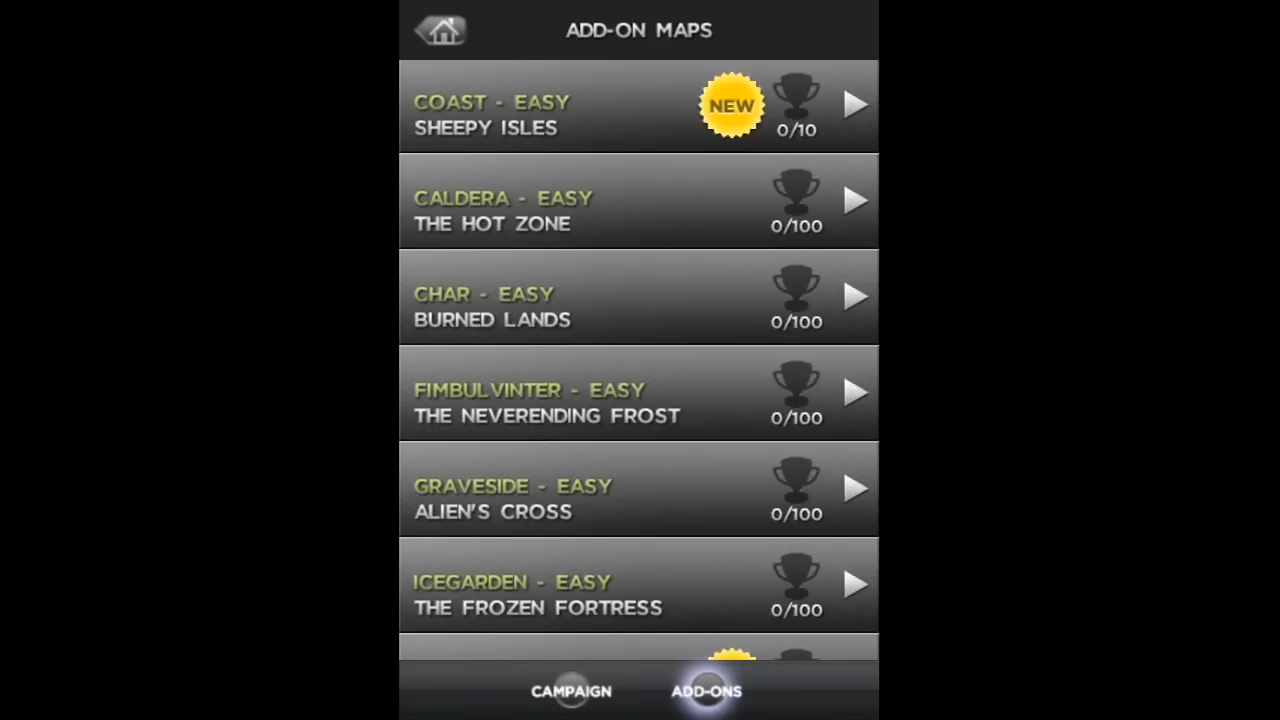 ADD-ON MAPS
COAST - EASY
SHEEPY ISLES
NEW
0/10
CALDERA - EASY
THE HOT ZONE
0/100
CHAR - EASY
BURNED LANDS
0/100
FIMBULVINTER - EASY
THE NEVERENDING FROST
0/100
GRAVESIDE - EASY
ALIEN'S CROSS
0/100
ICEGARDEN - EASY
THE FROZEN FORTRESS
0/100
CAMPAIGN
ADD-ONS